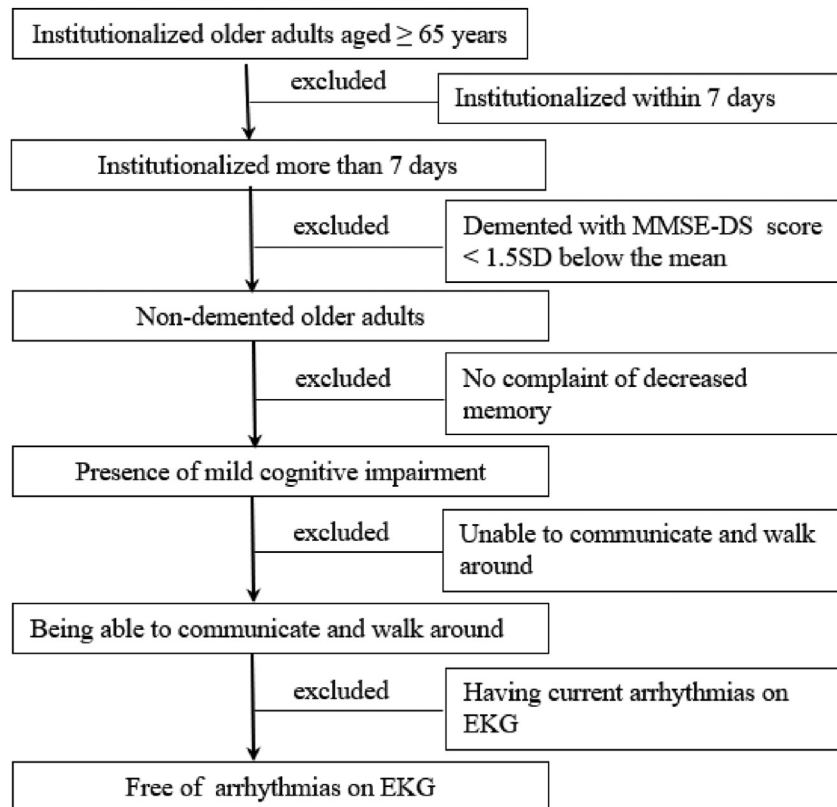 Institutionalized older adults aged ≥ 65 years
excluded
Institutionalized within 7 days
Institutionalized more than 7 days
excluded
Demented with MMSE-DS score
< 1.5SD below the mean
Non-demented older adults
excluded
No complaint of decreased
memory
Presence of mild cognitive impairment
excluded
Unable to communicate and walk
around
Being able to communicate and walk around
excluded
Having current arrhythmias on
EKG
Free of arrhythmias on EKG